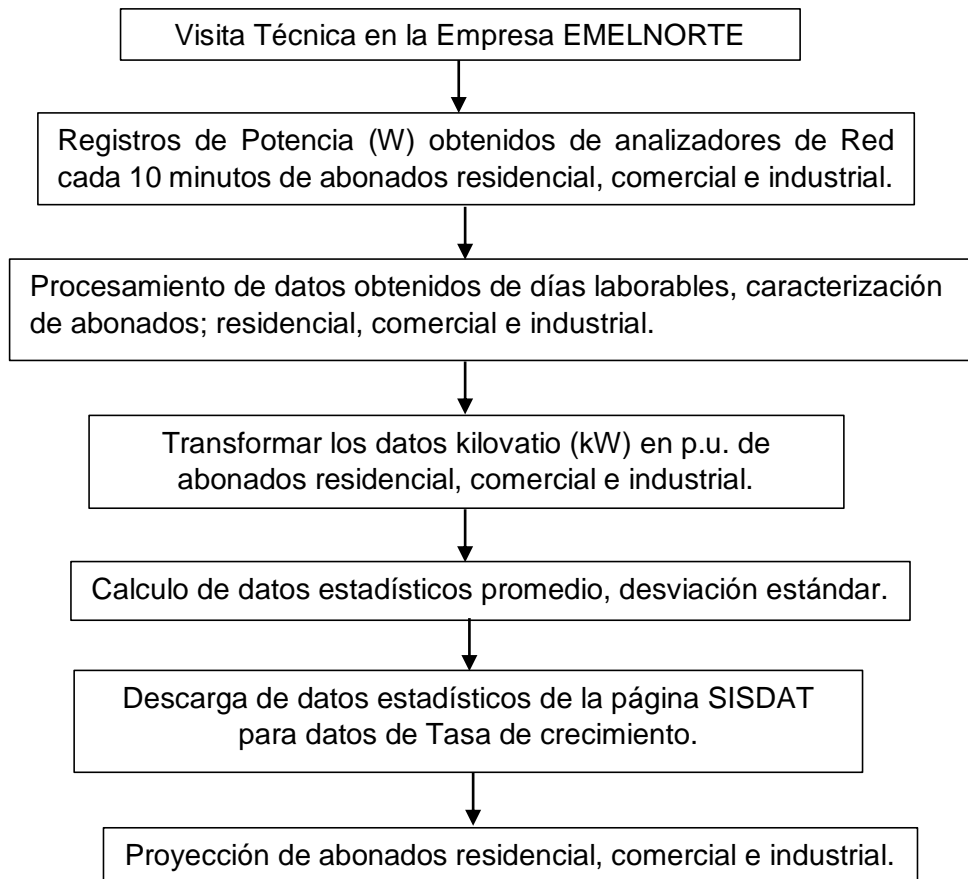 Visita Técnica en la Empresa EMELNORTE
Registros de Potencia (W) obtenidos de analizadores de Red
cada 10 minutos de abonados residencial, comercial e industrial.
Procesamiento de datos obtenidos de días laborables, caracterización
de abonados; residencial, comercial e industrial.
Transformar los datos kilovatio (kW) en p.u. de
abonados residencial, comercial e industrial.
Calculo de datos estadísticos promedio, desviación estándar.
Descarga de datos estadísticos de la página SISDAT
para datos de Tasa de crecimiento.
Proyección de abonados residencial, comercial e industrial.